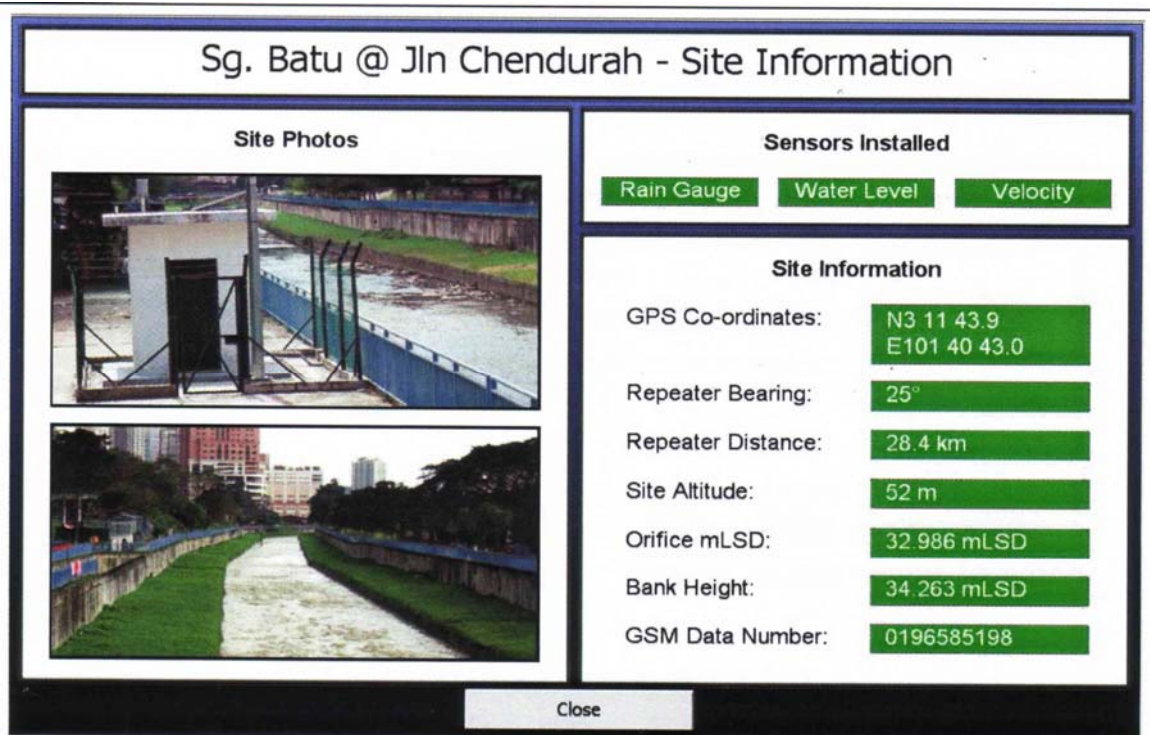 Sg. Batu @ Jln Chendurah - Site Information
Site Photos
Sensors Installed
Rain Gauge
Water Level
Velocity
Site Information
GPS Co-ordinates:
N3 11 43.9
E101 40 43.0
Repeater Bearing:
25°
Repeater Distance:
28.4 km
Site Altitude:
52 m
Orifice mLSD:
32.986 mLSD
Bank Height:
34.263 mLSD
GSM Data Number:
0196585198
Close